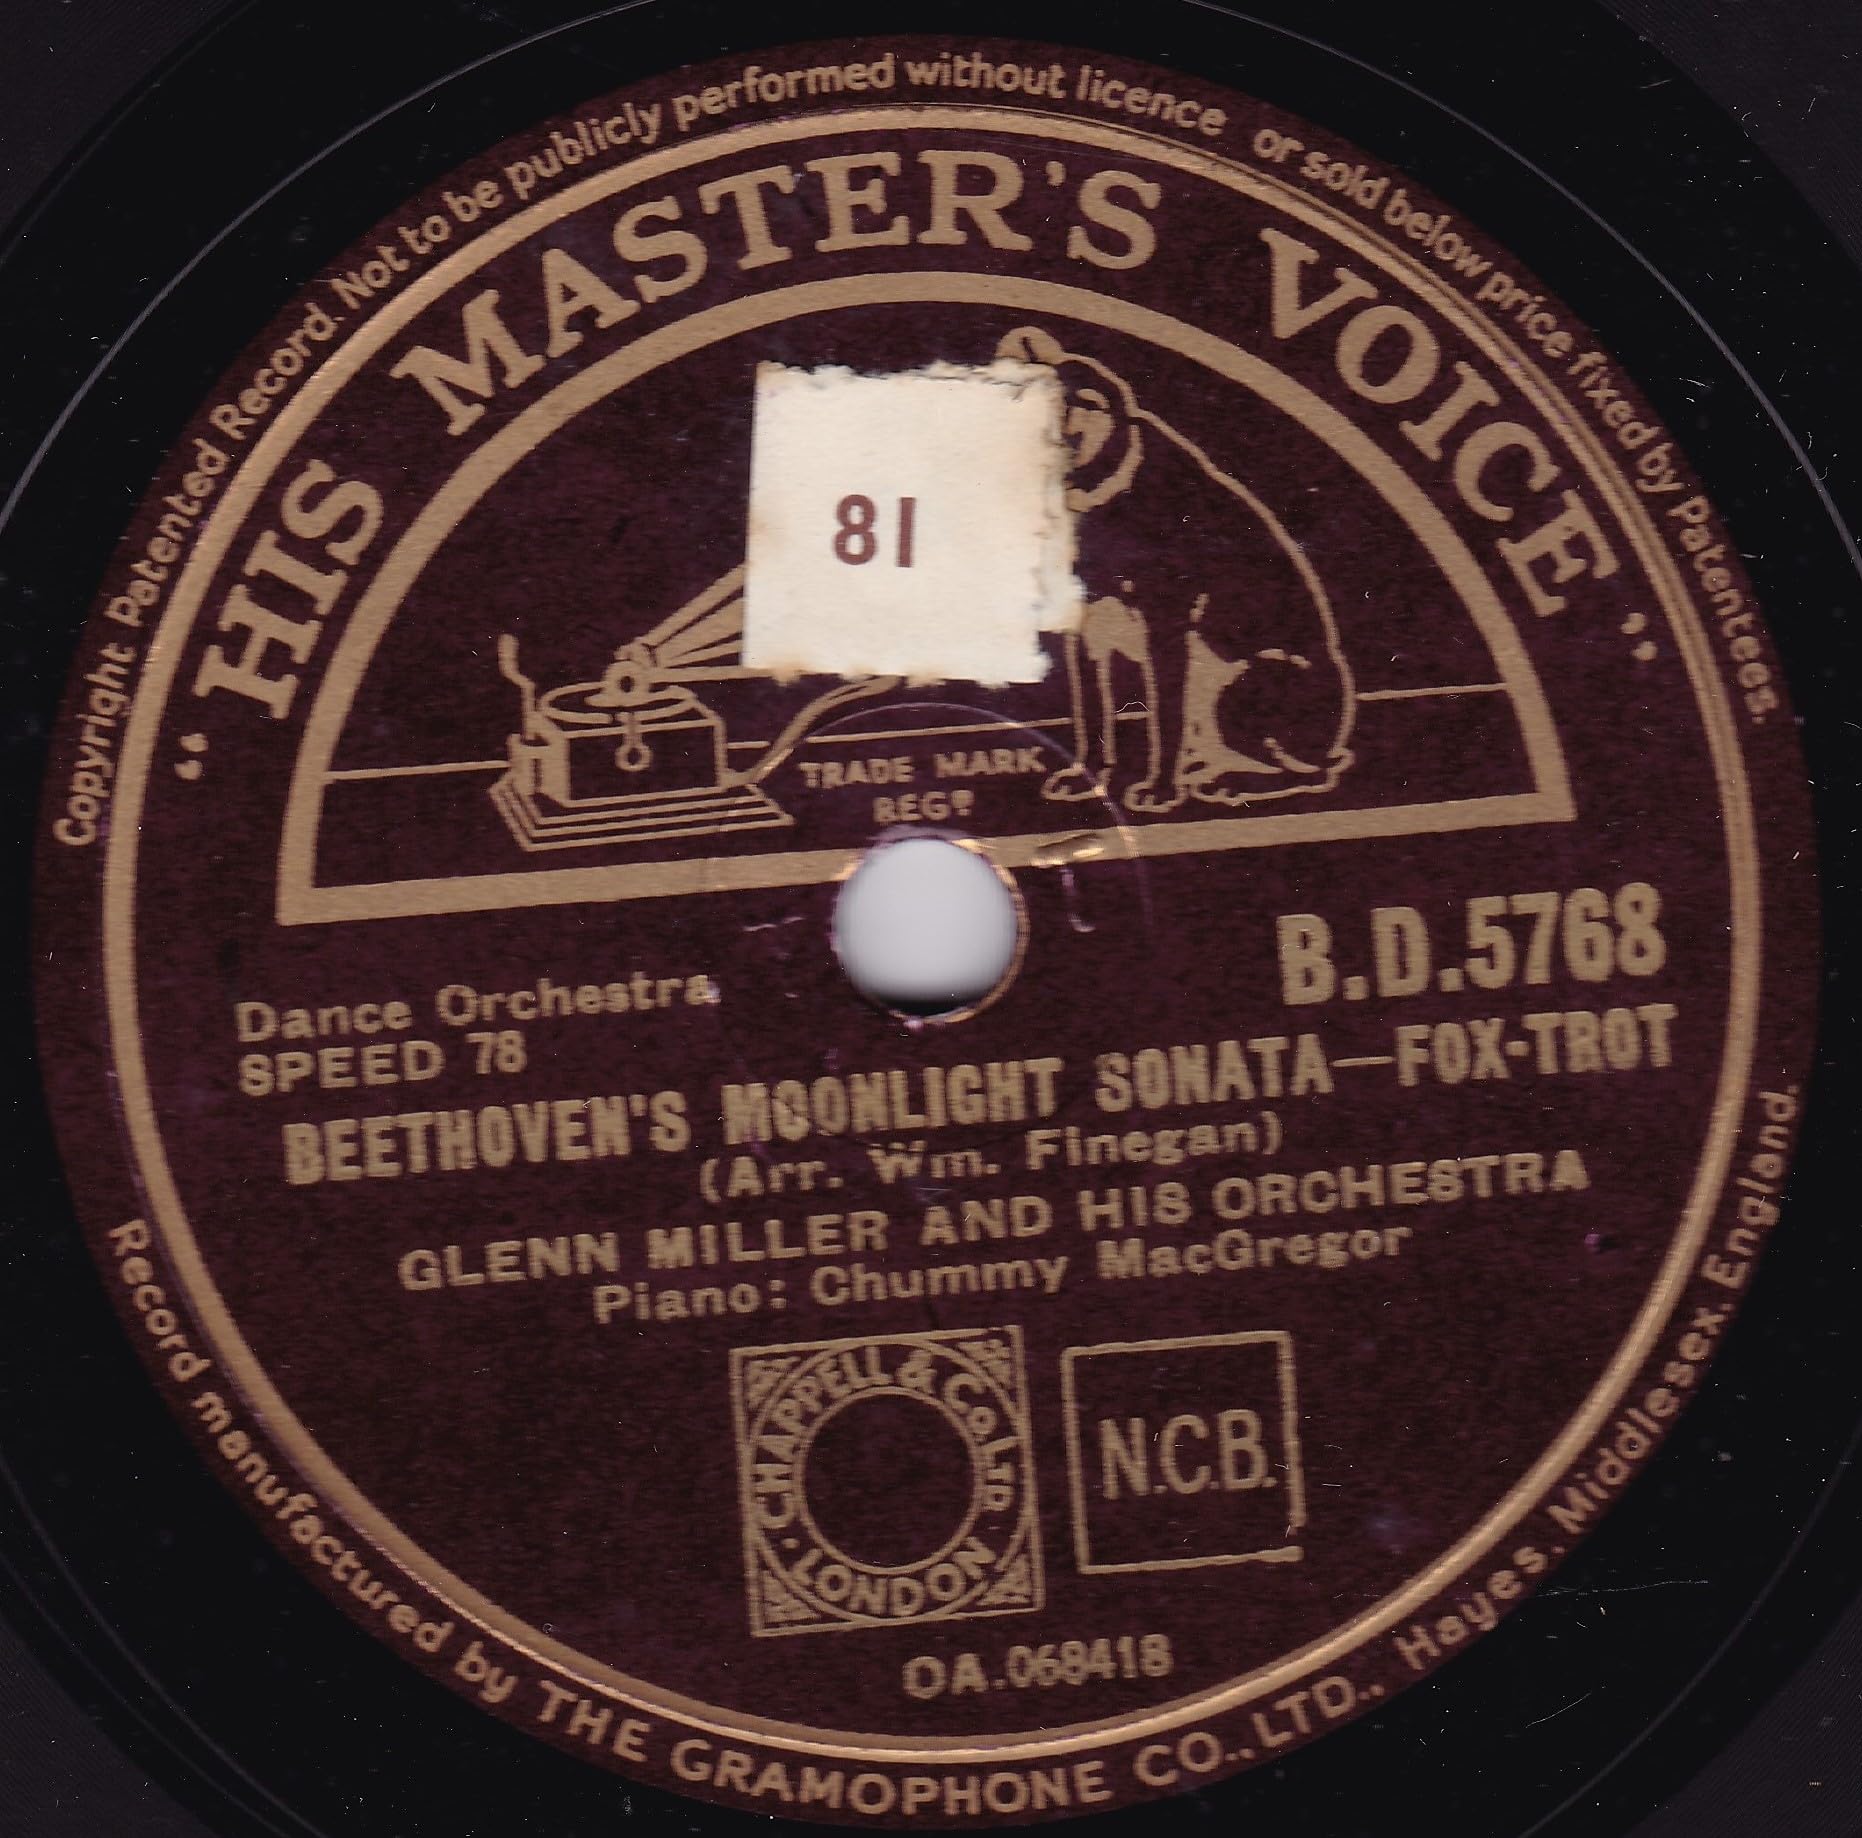 Copyright Patented Record. Not to be publicly performed without licence or sold below price fixed by Patentees.
"HIS MASTER'S VOICE"
81
TRADE MARK
REGD
B.D.5768
Dance Orchestra
SPEED 78
BEETHOVEN'S MOONLIGHT SONATA—FOX-TROT
(Arr. Wm. Finegan)
GLENN MILLER AND HIS ORCHESTRA
Piano: Chummy MacGregor
CHAPPELL & CO LTD
· LONDON ·
N.C.B.
OA.068418
Record manufactured by THE GRAMOPHONE CO., LTD., Hayes, Middlesex, England.